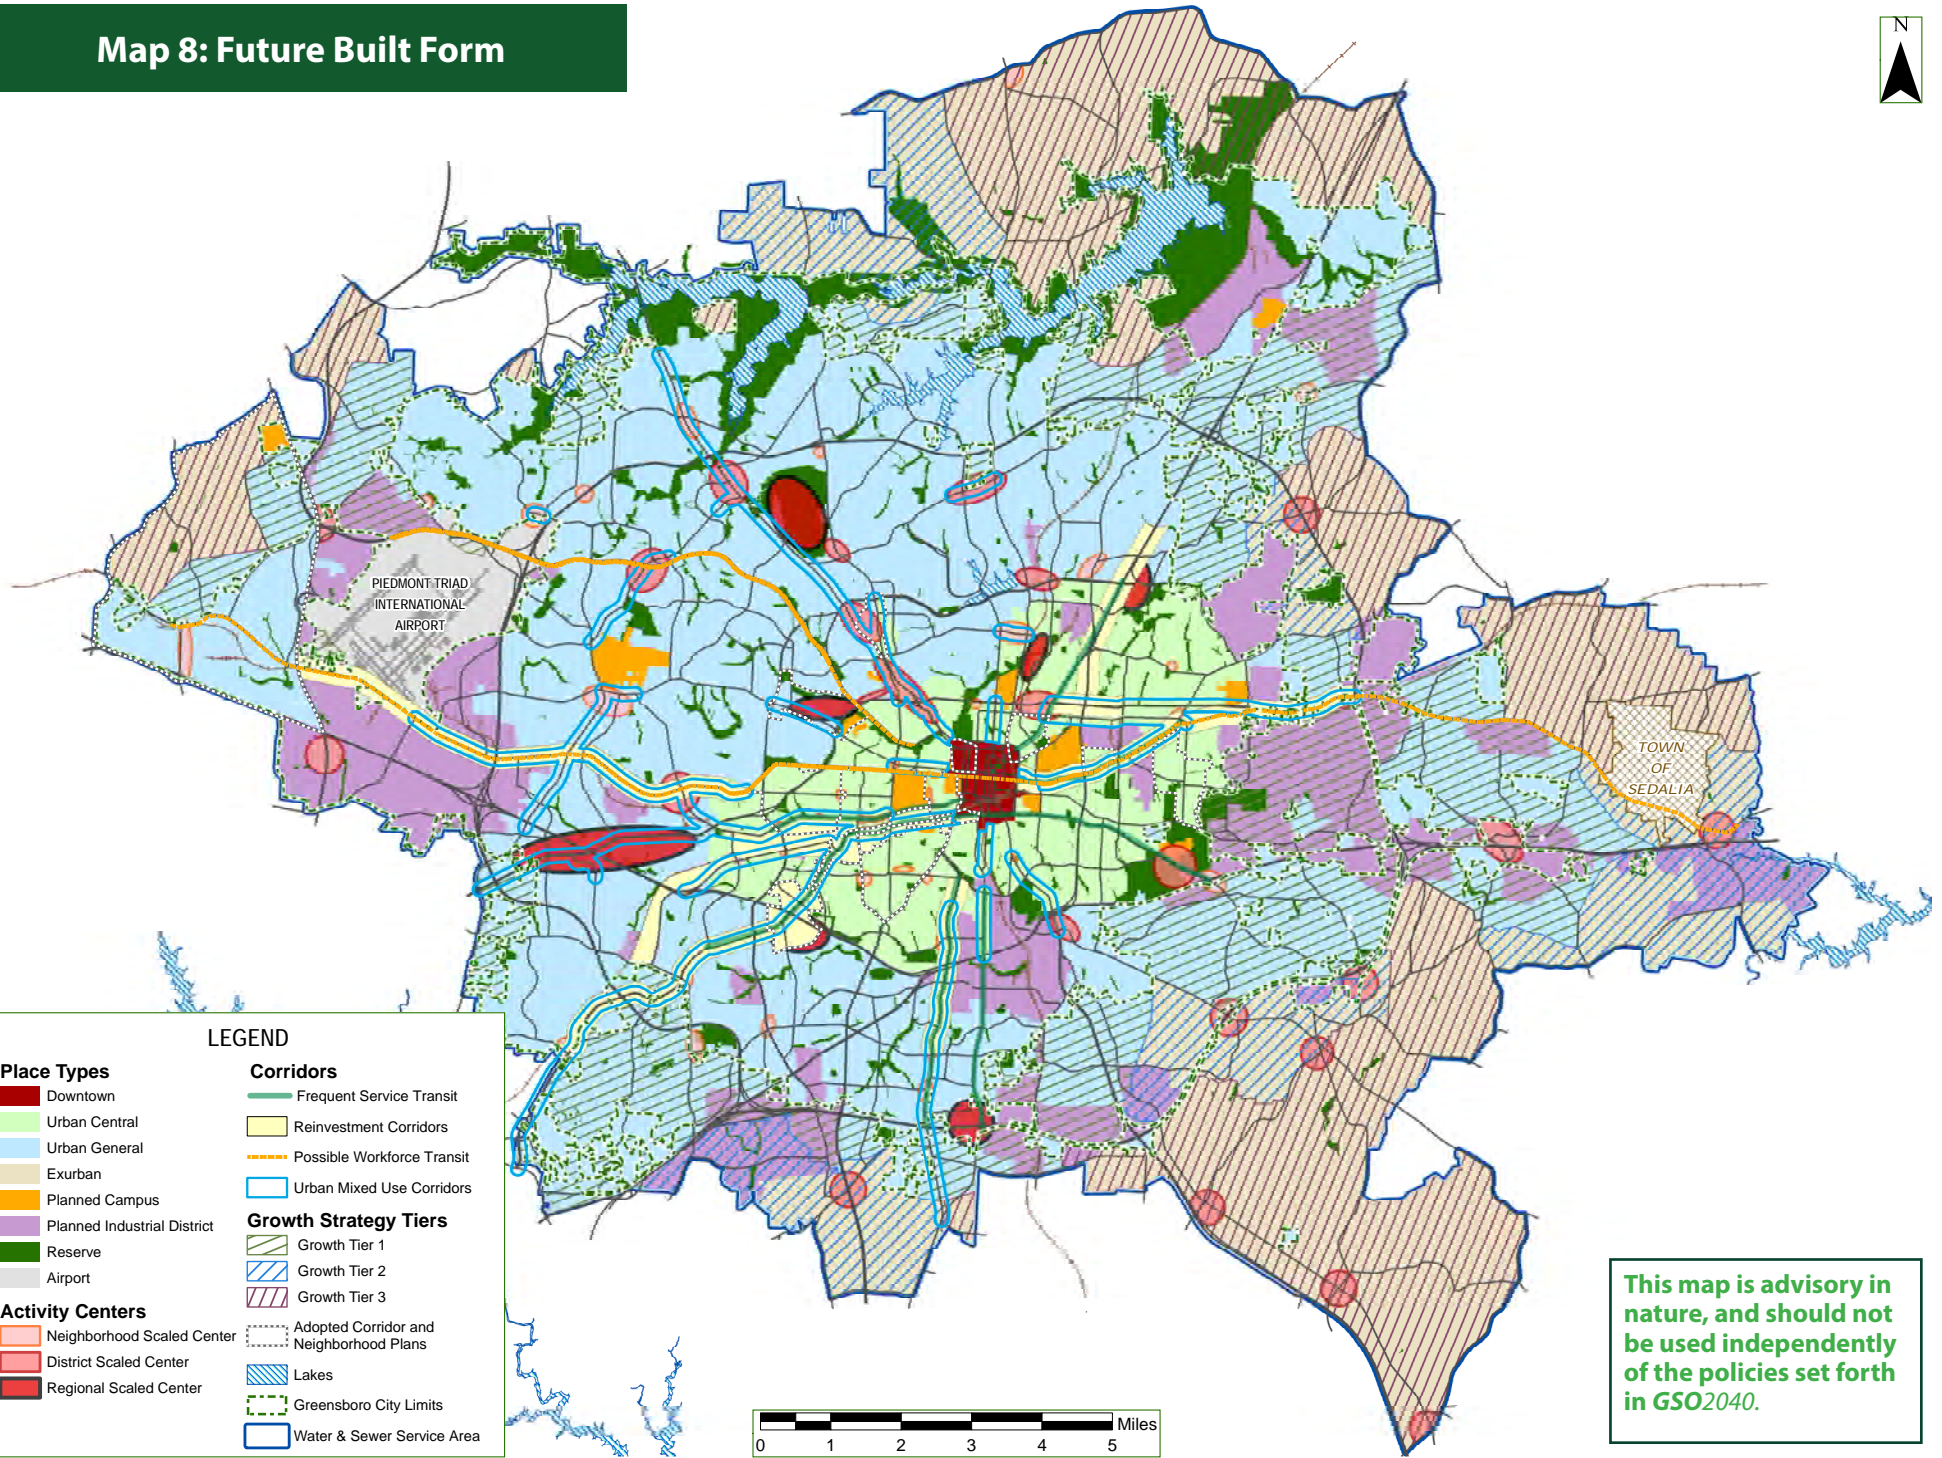 Map 8: Future Built Form
N
PIEDMONT TRIAD
INTERNATIONAL
AIRPORT
TOWN
OF
SEDALIA
LEGEND
Place Types
Downtown
Urban Central
Urban General
Exurban
Planned Campus
Planned Industrial District
Reserve
Airport
Activity Centers
Neighborhood Scaled Center
District Scaled Center
Regional Scaled Center
Corridors
Frequent Service Transit
Reinvestment Corridors
Possible Workforce Transit
Urban Mixed Use Corridors
Growth Strategy Tiers
Growth Tier 1
Growth Tier 2
Growth Tier 3
Adopted Corridor and
Neighborhood Plans
Lakes
Greensboro City Limits
Water & Sewer Service Area
Miles
0 1 2 3 4 5
This map is advisory in
nature, and should not
be used independently
of the policies set forth
in GSO2040.